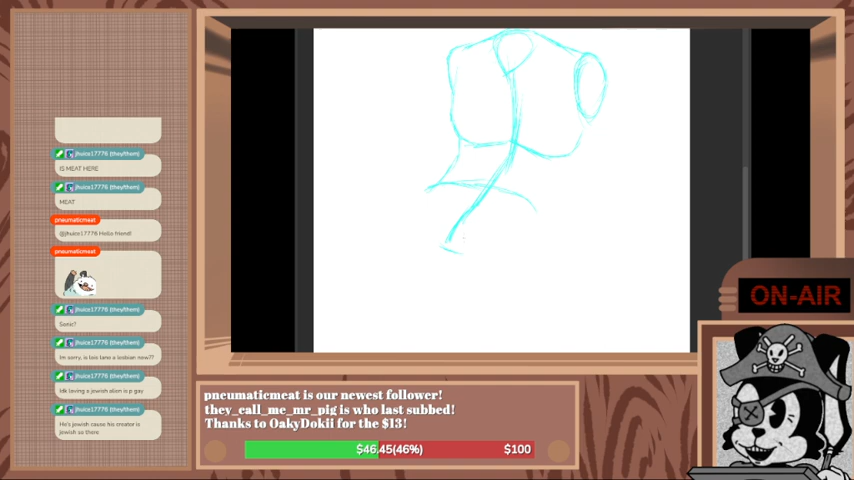 jhuice17776 (they/them)
IS MEAT HERE
jhuice17776 (they/them)
MEAT
pneumaticmeat
@jhuice17776 Hello friend!
pneumaticmeat
jhuice17776 (they/them)
Sonic?
jhuice17776 (they/them)
Im sorry, is lois lane a lesbian now??
jhuice17776 (they/them)
Idk loving a jewish alien is p gay
jhuice17776 (they/them)
He's jewish cause his creator is
jewish so there
ON-AIR
pneumaticmeat is our newest follower!
they_call_me_mr_pig is who last subbed!
Thanks to OakyDokii for the $13!
$46.45(46%)
$100